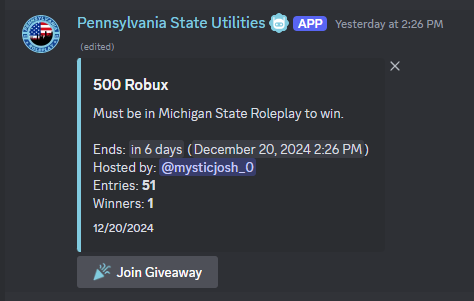 Pennsylvania State Utilities APP Yesterday at 2:26 PM
(edited)
500 Robux
Must be in Michigan State Roleplay to win.
Ends: in 6 days (December 20, 2024 2:26 PM)
Hosted by: @mysticjosh_0
Entries: 51
Winners: 1
12/20/2024
Join Giveaway